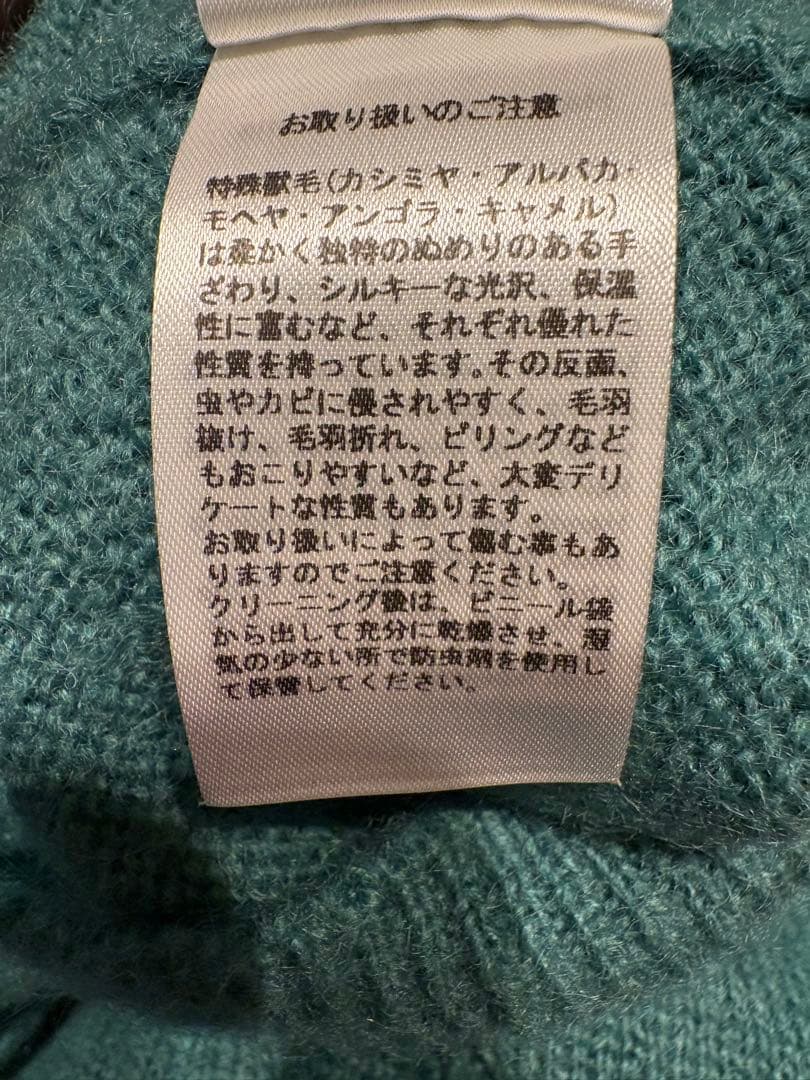 お取り扱いのご注意
特殊獣毛(カシミヤ・アルパカ・
モヘヤ・アンゴラ・キャメル)
は柔かく独特のぬめりのある手
ざわり、シルキーな光沢、保温
性に富むなど、それぞれ優れた
性質を持っています。その反面、
虫やカビに侵されやすく、毛羽
抜け、毛羽折れ、ピリングなど
もおこりやすいなど、大変デリ
ケートな性質もあります。
お取り扱いによって傷む事もあ
りますのでご注意ください。
クリーニング後は、ビニール袋
から出して充分に乾燥させ、湿
気の少ない所で防虫剤を使用し
て保管してください。